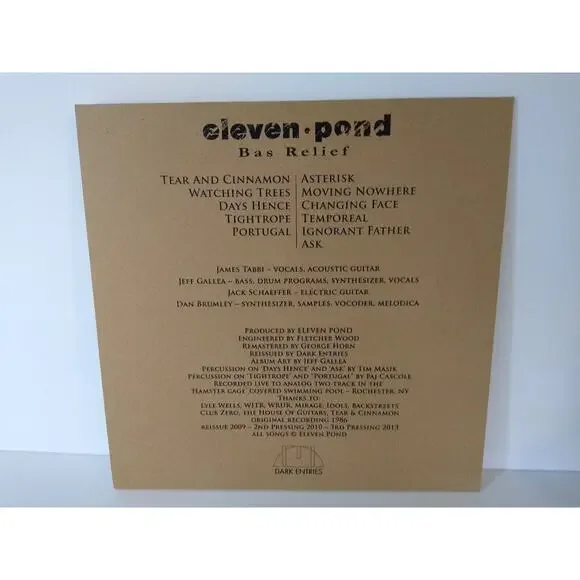 eleven·pond
Bas Relief
Tear And Cinnamon
Watching Trees
Days Hence
Tightrope
Portugal
Asterisk
Moving Nowhere
Changing Face
Temporeal
Ignorant Father
Ask
James Tabbi – vocals, acoustic guitar
Jeff Gallea – bass, drum programs, synthesizer, vocals
Jack Schaeffer – electric guitar
Dan Brumley – synthesizer, samples, vocoder, melodica
Produced by ELEVEN POND
Engineered by Fletcher Wood
Remastered by George Horn
Reissued by Dark Entries
Album Art by Jeff Gallea
Percussion on 'Days Hence' and 'Ask' by Tim Masik
Percussion on 'Tightrope' and 'Portugal' by Paj Cascole
Recorded live to analog two track in the
'Hamster cage' covered swimming pool – Rochester, NY
Thanks to:
Lyle Wells, WITR, WRUR, Mirage, Idols, Backstreets
Club Zero, the House Of Guitars, Tear & Cinnamon
original recording 1986
reissue 2009 – 2nd Pressing 2010 – 3rd Pressing 2013
all songs © Eleven Pond
DARK ENTRIES